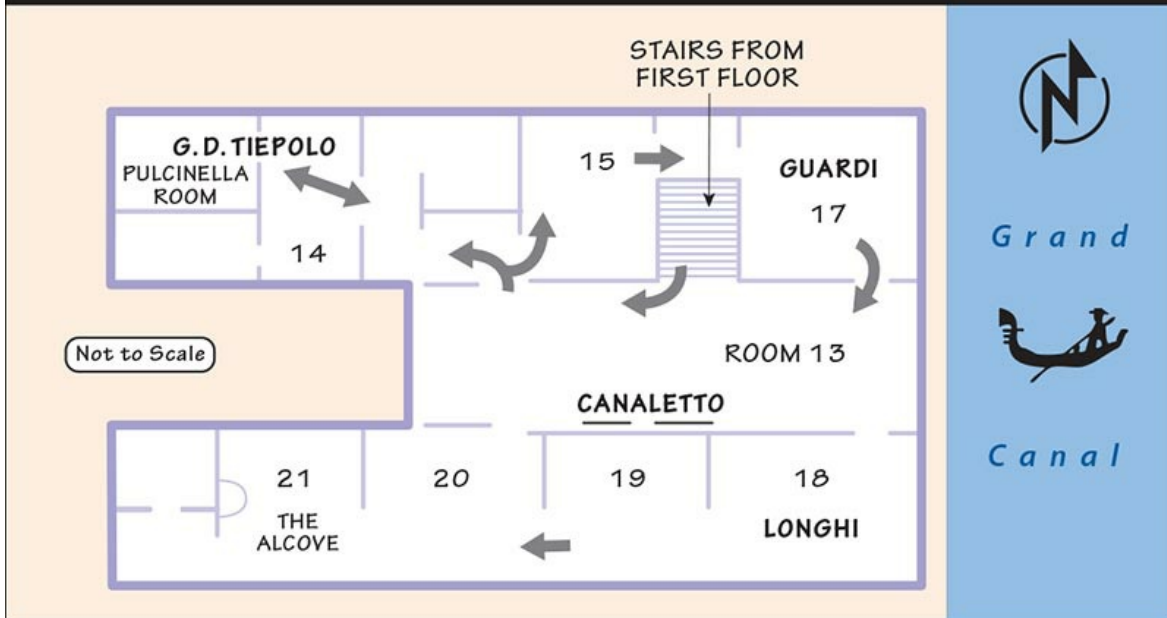 STAIRS FROM
FIRST FLOOR
N
G.D. TIEPOLO
PULCINELLA
ROOM
14
15
GUARDI
17
Grand
Not to Scale
ROOM 13
CANALETTO
Canal
21
THE
ALCOVE
20
19
18
LONGHI